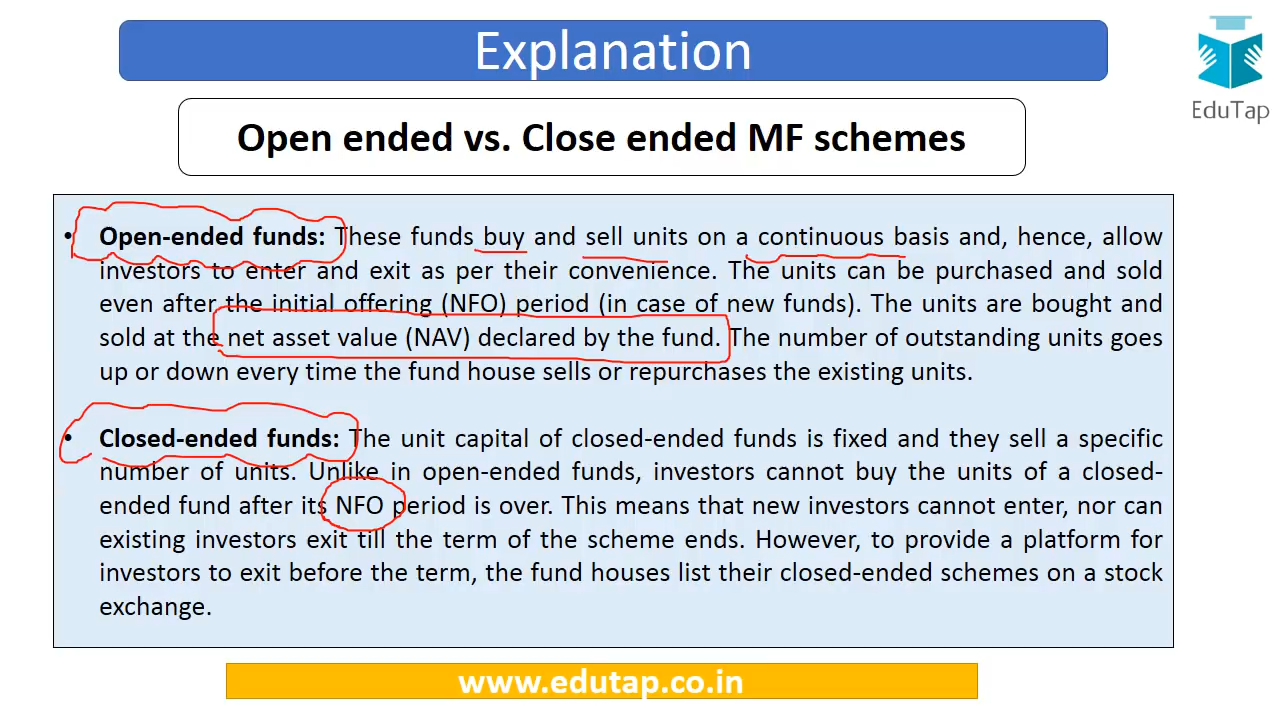 Explanation
EduTap
Open ended vs. Close ended MF schemes
• Open-ended funds: These funds buy and sell units on a continuous basis and, hence, allow
investors to enter and exit as per their convenience. The units can be purchased and sold
even after the initial offering (NFO) period (in case of new funds). The units are bought and
sold at the net asset value (NAV) declared by the fund. The number of outstanding units goes
up or down every time the fund house sells or repurchases the existing units.
• Closed-ended funds: The unit capital of closed-ended funds is fixed and they sell a specific
number of units. Unlike in open-ended funds, investors cannot buy the units of a closed-
ended fund after its NFO period is over. This means that new investors cannot enter, nor can
existing investors exit till the term of the scheme ends. However, to provide a platform for
investors to exit before the term, the fund houses list their closed-ended schemes on a stock
exchange.
www.edutap.co.in